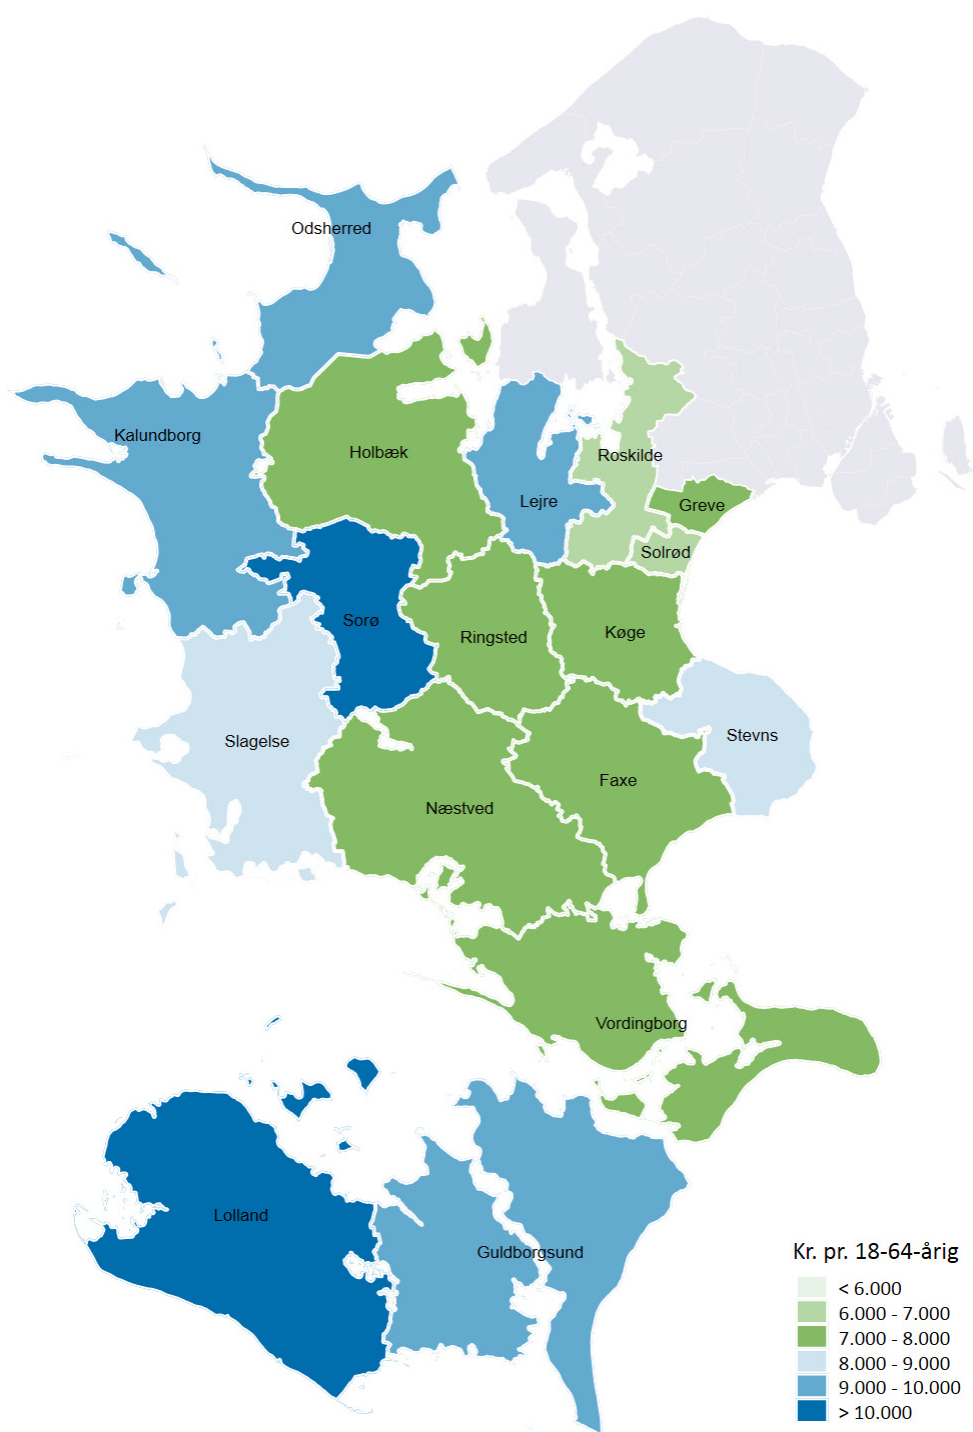 Odsherred
Kalundborg
Holbæk
Roskilde
Lejre
Greve
Solrød
Sorø
Ringsted
Køge
Stevns
Slagelse
Faxe
Næstved
Vordingborg
Lolland
Guldborgsund
Kr. pr. 18-64-årig
< 6.000
6.000 - 7.000
7.000 - 8.000
8.000 - 9.000
9.000 - 10.000
> 10.000